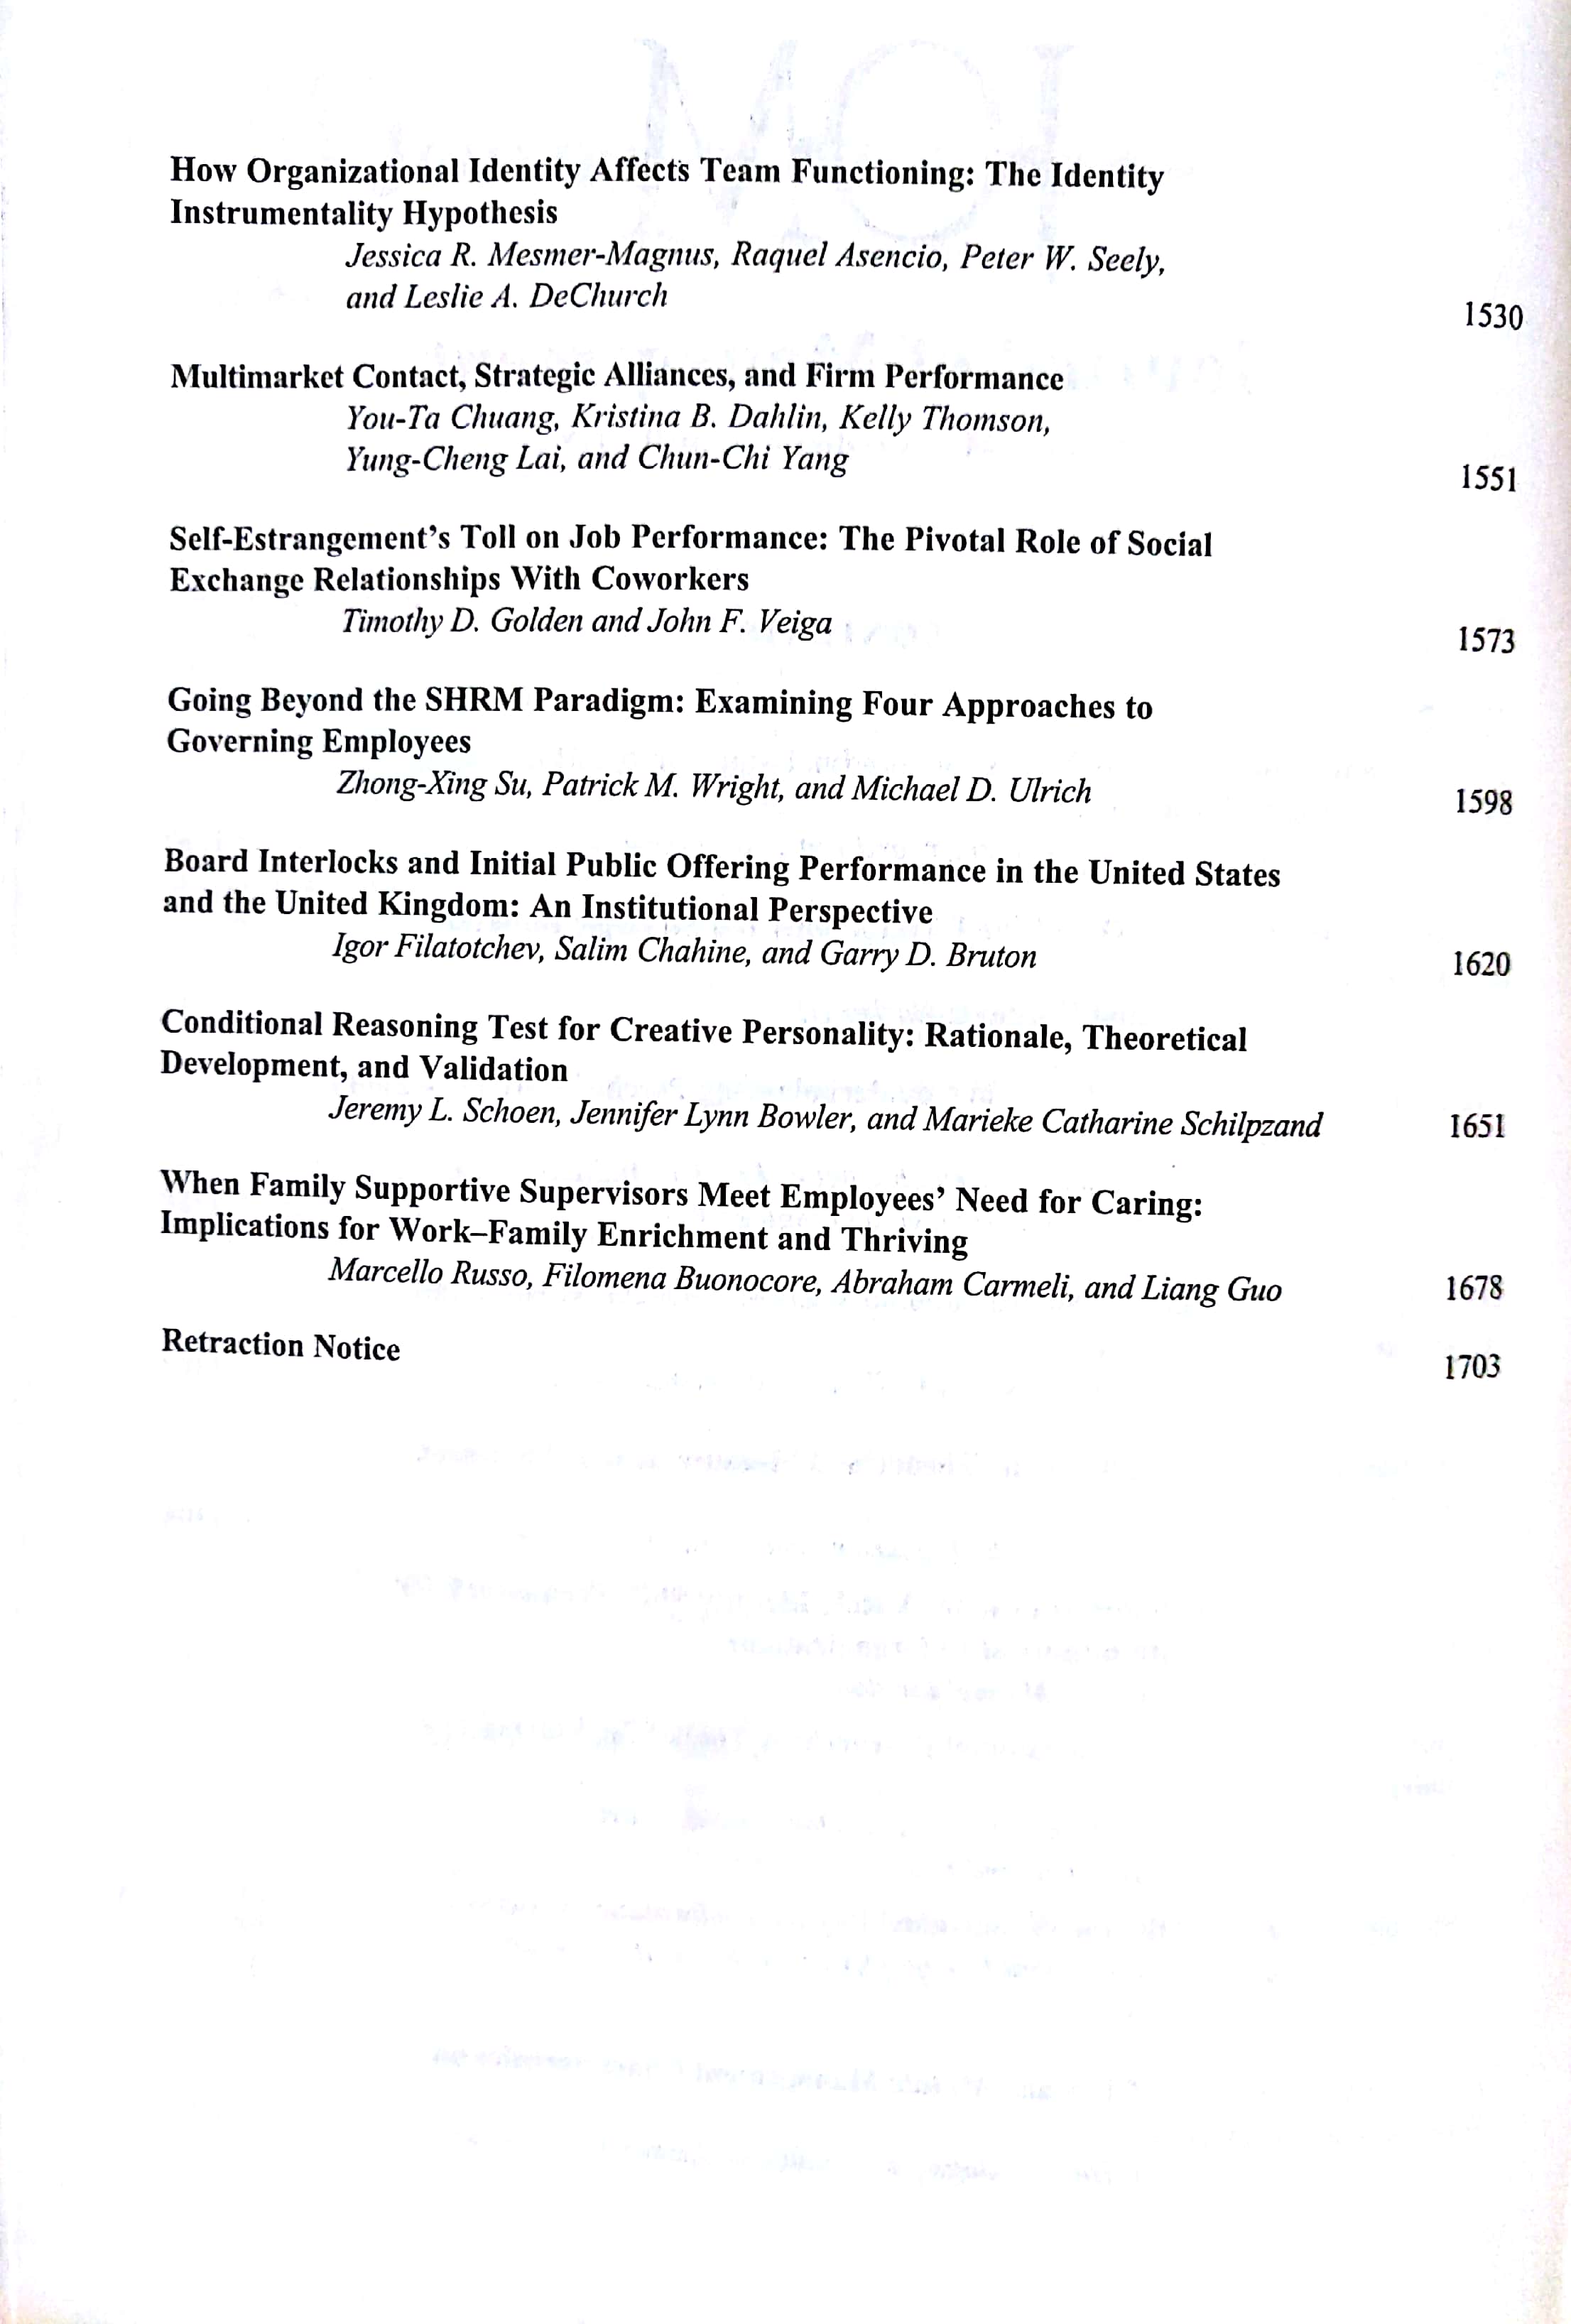 How Organizational Identity Affects Team Functioning: The Identity
Instrumentality Hypothesis
Jessica R. Mesmer-Magnus, Raquel Asencio, Peter W. Seely,
and Leslie A. DeChurch 1530
Multimarket Contact, Strategic Alliances, and Firm Performance
You-Ta Chuang, Kristina B. Dahlin, Kelly Thomson,
Yung-Cheng Lai, and Chun-Chi Yang 1551
Self-Estrangement’s Toll on Job Performance: The Pivotal Role of Social
Exchange Relationships With Coworkers
Timothy D. Golden and John F. Veiga 1573
Going Beyond the SHRM Paradigm: Examining Four Approaches to
Governing Employees
Zhong-Xing Su, Patrick M. Wright, and Michael D. Ulrich 1598
Board Interlocks and Initial Public Offering Performance in the United States
and the United Kingdom: An Institutional Perspective
Igor Filatotchev, Salim Chahine, and Garry D. Bruton 1620
Conditional Reasoning Test for Creative Personality: Rationale, Theoretical
Development, and Validation
Jeremy L. Schoen, Jennifer Lynn Bowler, and Marieke Catharine Schilpzand 1651
When Family Supportive Supervisors Meet Employees’ Need for Caring:
Implications for Work–Family Enrichment and Thriving
Marcello Russo, Filomena Buonocore, Abraham Carmeli, and Liang Guo 1678
Retraction Notice 1703